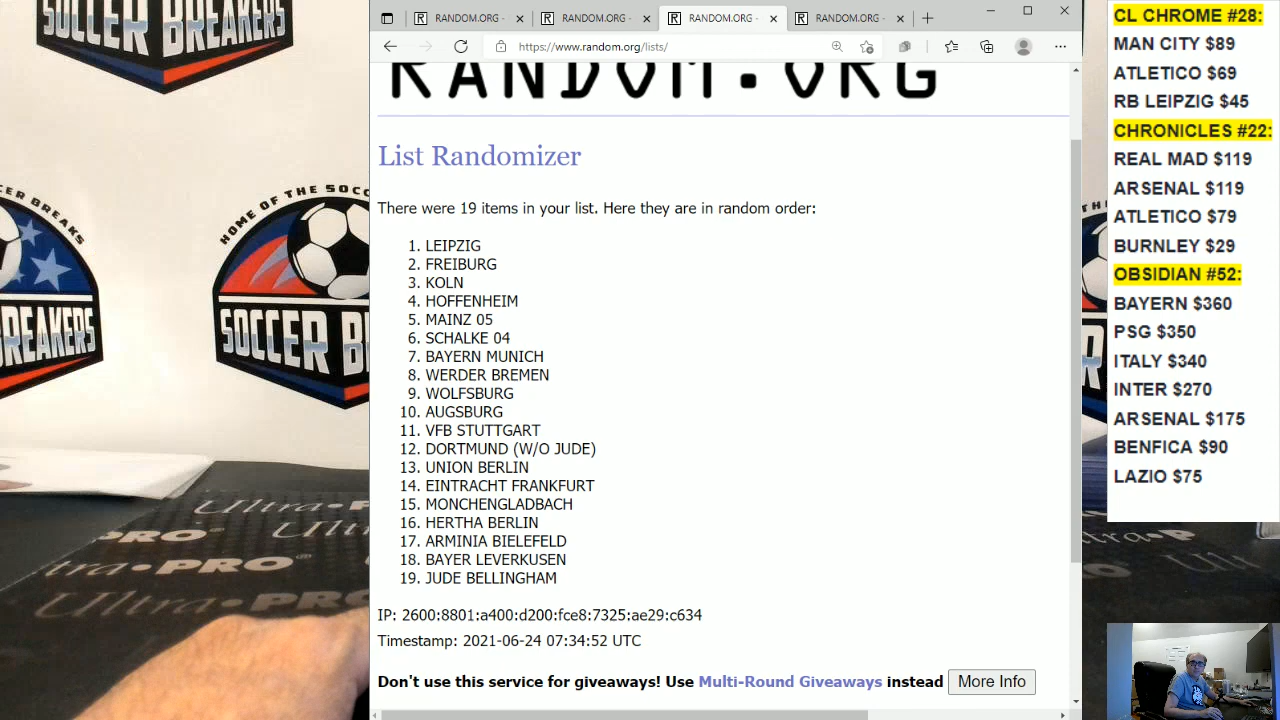 SOCCER BREAKERS
CER BREAKS
BREAKERS
HOME OF THE SOC
SOCCER BR
Ultra•PRO
RANDOM.ORG -
RANDOM.ORG -
RANDOM.ORG -
RANDOM.ORG -
https://www.random.org/lists/
RANDOM.ORG
List Randomizer
There were 19 items in your list. Here they are in random order:
1. LEIPZIG
2. FREIBURG
3. KOLN
4. HOFFENHEIM
5. MAINZ 05
6. SCHALKE 04
7. BAYERN MUNICH
8. WERDER BREMEN
9. WOLFSBURG
10. AUGSBURG
11. VFB STUTTGART
12. DORTMUND (W/O JUDE)
13. UNION BERLIN
14. EINTRACHT FRANKFURT
15. MONCHENGLADBACH
16. HERTHA BERLIN
17. ARMINIA BIELEFELD
18. BAYER LEVERKUSEN
19. JUDE BELLINGHAM
IP: 2600:8801:a400:d200:fce8:7325:ae29:c634
Timestamp: 2021-06-24 07:34:52 UTC
Don't use this service for giveaways! Use Multi-Round Giveaways instead
More Info
CL CHROME #28:
MAN CITY $89
ATLETICO $69
RB LEIPZIG $45
CHRONICLES #22:
REAL MAD $119
ARSENAL $119
ATLETICO $79
BURNLEY $29
OBSIDIAN #52:
BAYERN $360
PSG $350
ITALY $340
INTER $270
ARSENAL $175
BENFICA $90
LAZIO $75